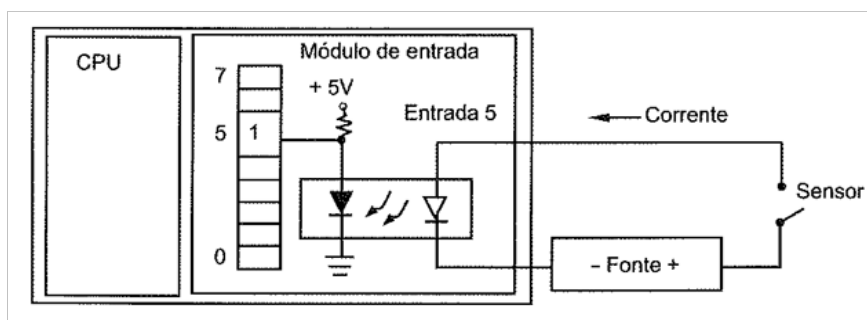 CPU
Módulo de entrada
7
+ 5V
Entrada 5
5
1
Corrente
Sensor
0
– Fonte +